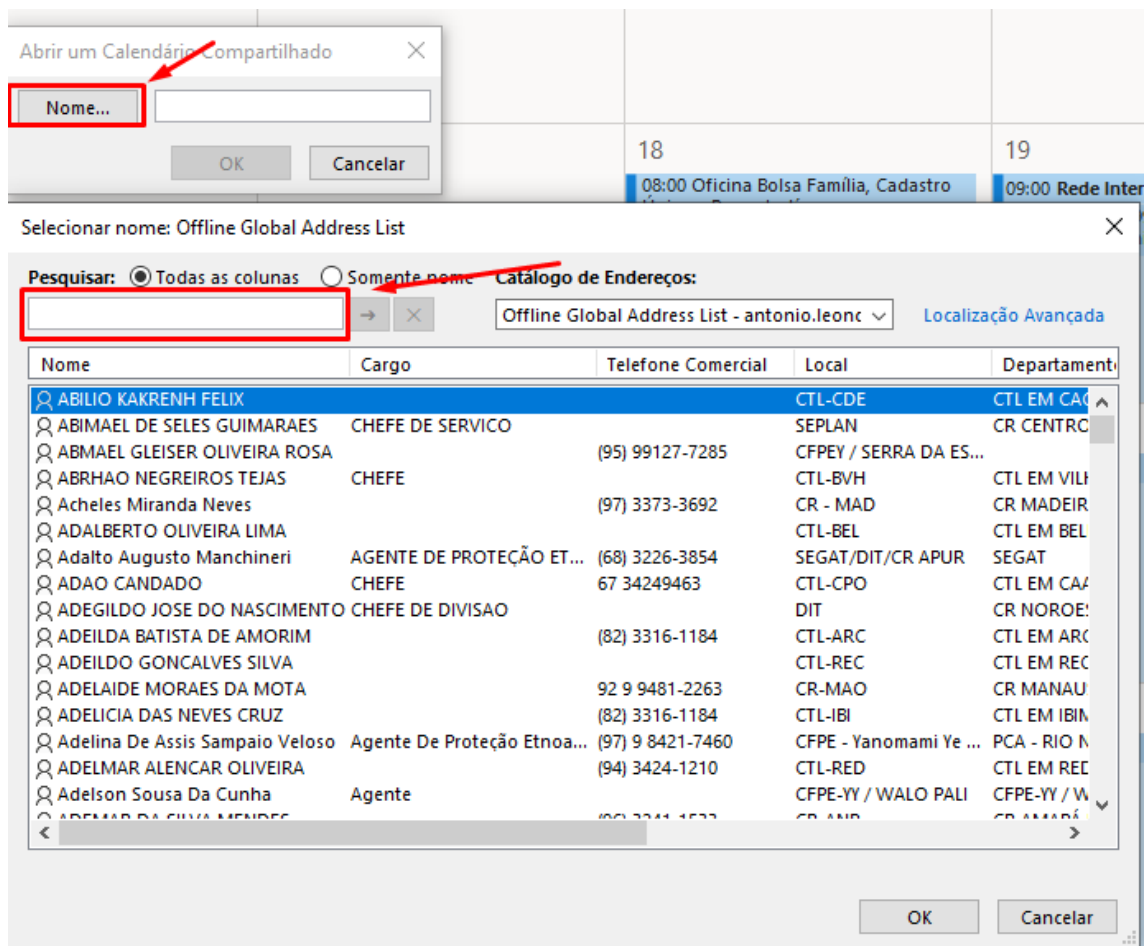 Abrir um Calendário Compartilhado
Nome...
OK Cancelar
18 19
08:00 Oficina Bolsa Família, Cadastro 09:00 Rede Inter
Selecionar nome: Offline Global Address List
Pesquisar: Todas as colunas Somente nome Catálogo de Endereços:
Offline Global Address List - antonio.leonc Localização Avançada
Nome Cargo Telefone Comercial Local Departament
ABILIO KAKRENH FELIX CTL-CDE CTL EM CAC
ABIMAEL DE SELES GUIMARAES CHEFE DE SERVICO SEPLAN CR CENTRO
ABMAEL GLEISER OLIVEIRA ROSA (95) 99127-7285 CFPEY / SERRA DA ES...
ABRHAO NEGREIROS TEJAS CHEFE CTL-BVH CTL EM VILH
Acheles Miranda Neves (97) 3373-3692 CR - MAD CR MADEIR
ADALBERTO OLIVEIRA LIMA CTL-BEL CTL EM BEL
Adalto Augusto Manchineri AGENTE DE PROTEÇÃO ET... (68) 3226-3854 SEGAT/DIT/CR APUR SEGAT
ADAO CANDADO CHEFE 67 34249463 CTL-CPO CTL EM CAA
ADEGILDO JOSE DO NASCIMENTO CHEFE DE DIVISAO DIT CR NOROES
ADEILDA BATISTA DE AMORIM (82) 3316-1184 CTL-ARC CTL EM ARC
ADEILDO GONCALVES SILVA CTL-REC CTL EM REC
ADELAIDE MORAES DA MOTA 92 9 9481-2263 CR-MAO CR MANAU
ADELICIA DAS NEVES CRUZ (82) 3316-1184 CTL-IBI CTL EM IBIM
Adelina De Assis Sampaio Veloso Agente De Proteção Etnoa... (97) 9 8421-7460 CFPE - Yanomami Ye ... PCA - RIO N
ADELMAR ALENCAR OLIVEIRA (94) 3424-1210 CTL-RED CTL EM RED
Adelson Sousa Da Cunha Agente CFPE-YY / WALO PALI CFPE-YY / W
ADEMAR DA SILVA MENDES CR AMAPÁ
OK Cancelar